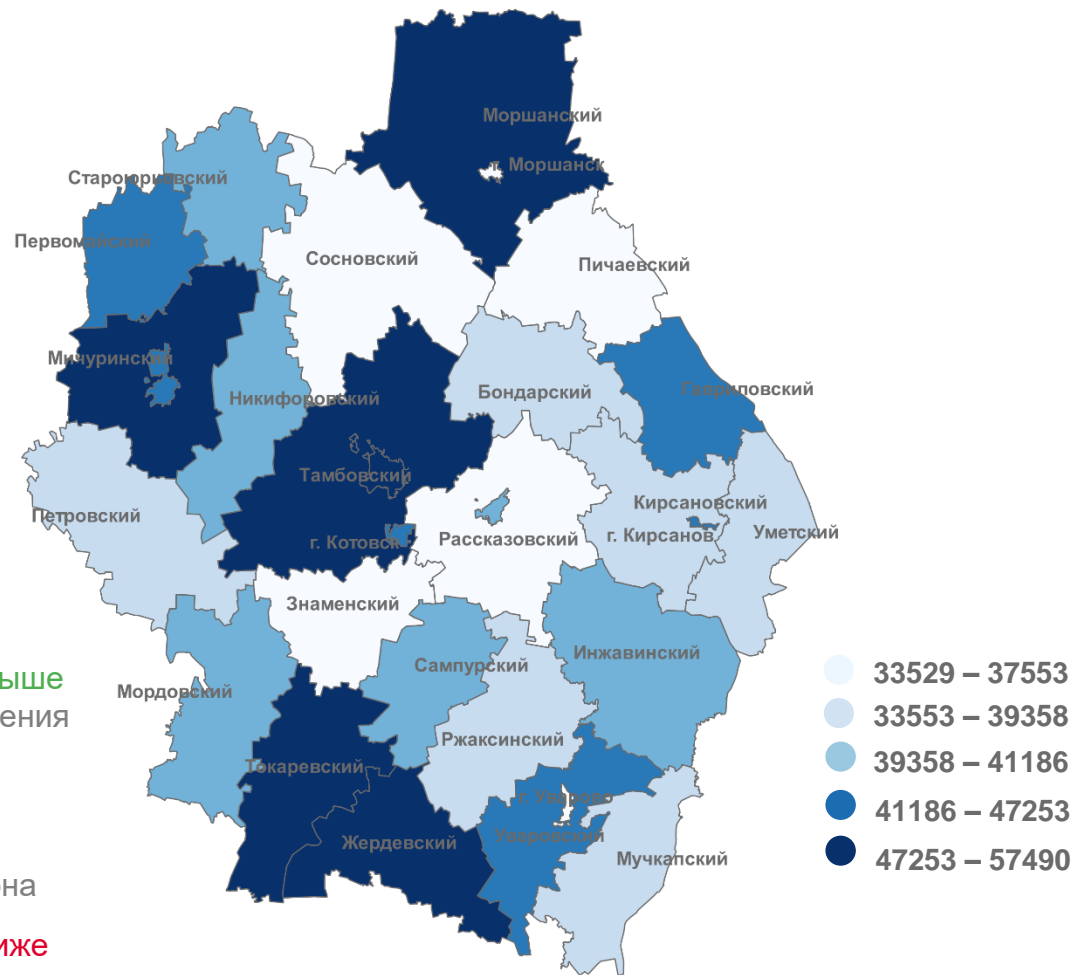 Моршанский
г. Моршанск
Староюрьевский
Первомайский
Сосновский
Пичаевский
Мичуринский
Никифоровский
Бондарский
Гавриловский
Тамбовский
Петровский
Кирсановский
г. Котовск
Рассказовский
г. Кирсанов
Уметский
Знаменский
Сампурский
Инжавинский
Мордовский
Ржаксинский
Токаревский
г. Уварово
Уваровский
Жердевский
Мучкапский
ыше
ения
она
иже
33529 – 37553
33553 – 39358
39358 – 41186
41186 – 47253
47253 – 57490